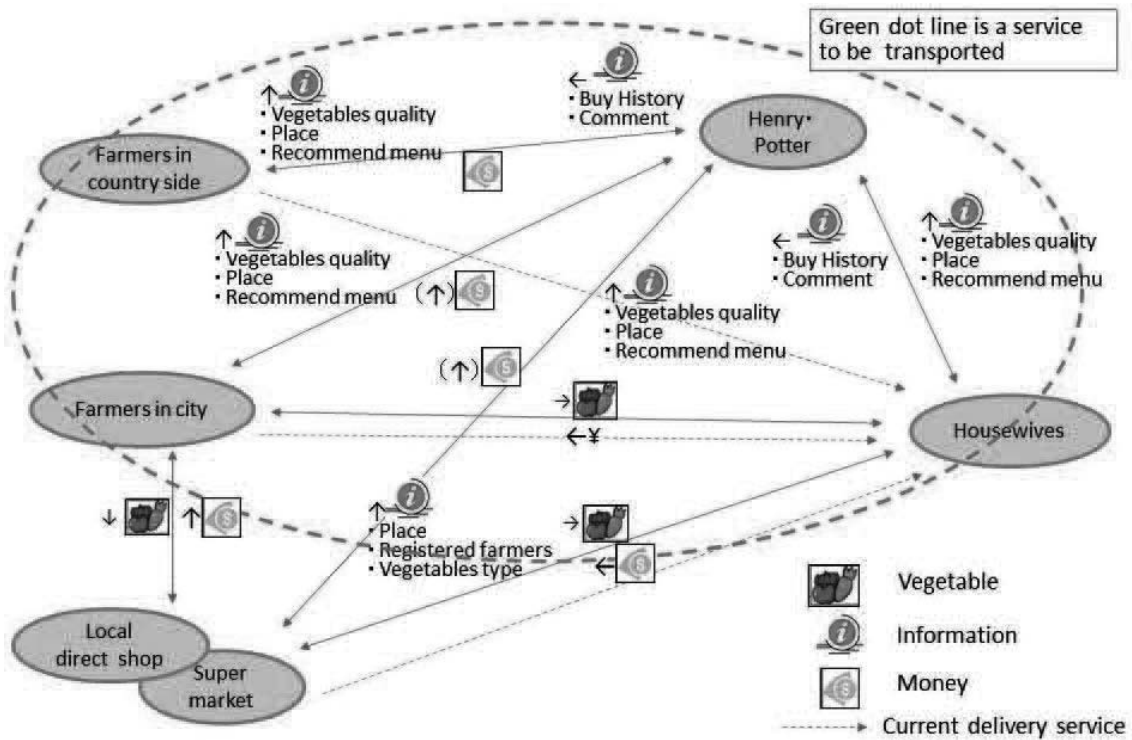 Green dot line is a service
to be transported
↑
・Vegetables quality
・Place
・Recommend menu
←
・Buy History
・Comment
Henry・
Potter
Farmers in
country side
↑
・Vegetables quality
・Place
・Recommend menu
(↑)
↑
・Vegetables quality
・Place
・Recommend menu
←
・Buy History
・Comment
↑
・Vegetables quality
・Place
・Recommend menu
(↑)
Farmers in city
→
←¥
Housewives
↓
↑
↑
・Place
・Registered farmers
・Vegetables type
→
←
Local
direct shop
Super
market
Vegetable
Information
Money
Current delivery service